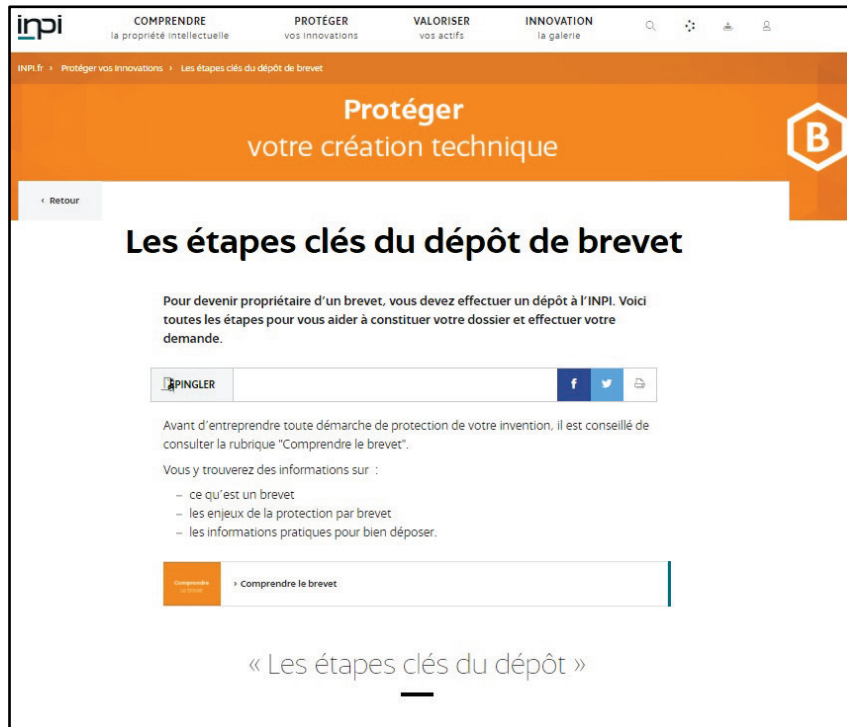 inpi
COMPRENDRE
la propriété intellectuelle
PROTÉGER
vos innovations
VALORISER
vos actifs
INNOVATION
la galerie
INPI.fr › Protéger vos Innovations › Les étapes clés du dépôt de brevet
Protéger
votre création technique
B
‹ Retour
Les étapes clés du dépôt de brevet
Pour devenir propriétaire d'un brevet, vous devez effectuer un dépôt à l'INPI. Voici
toutes les étapes pour vous aider à constituer votre dossier et effectuer votre
demande.
PINGLER
f
Avant d'entreprendre toute démarche de protection de votre invention, il est conseillé de
consulter la rubrique "Comprendre le brevet".
Vous y trouverez des informations sur :
– ce qu'est un brevet
– les enjeux de la protection par brevet
– les informations pratiques pour bien déposer.
Comprendre
Le brevet
› Comprendre le brevet
« Les étapes clés du dépôt »